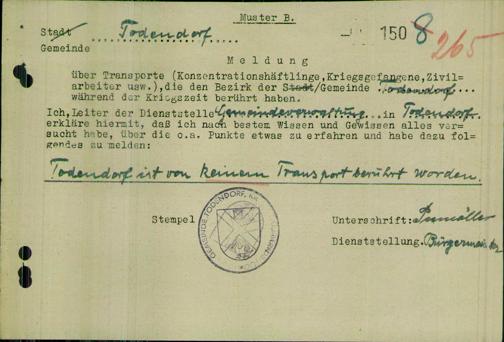 Muster B.
Stadt Todendorf
Gemeinde
150 8
265
Meldung
über Transporte (Konzentrationshäftlinge, Kriegsgefangene, Zivil-
arbeiter usw.), die den Bezirk der Stadt/Gemeinde Todendorf
während der Kriegszeit berührt haben.
Ich, Leiter der Dienststelle Gemeindeverwaltung in Todendorf
erkläre hiermit, daß ich nach bestem Wissen und Gewissen alles ver-
sucht habe, über die o.a. Punkte etwas zu erfahren und habe dazu fol-
gendes zu melden:
Todendorf ist von keinem Transport berührt worden.
Stempel
GEMEINDE TODENDORF, KR.
Unterschrift:
Dienststellung. Bürgermeister